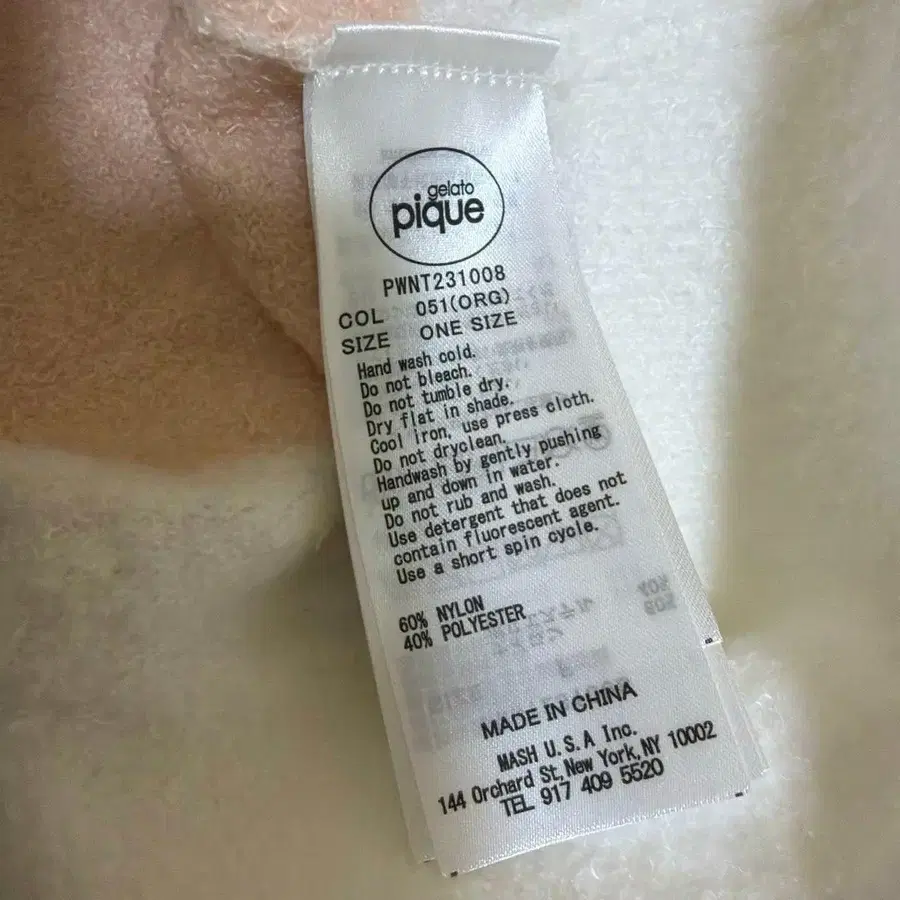 gelato
pique
PWNT231008
COL 051(ORG)
SIZE ONE SIZE
Hand wash cold.
Do not bleach.
Do not tumble dry.
Dry flat in shade.
Cool iron, use press cloth.
Do not dryclean.
Handwash by gently pushing
up and down in water.
Do not rub and wash.
Use detergent that does not
contain fluorescent agent.
Use a short spin cycle.
60% NYLON
40% POLYESTER
MADE IN CHINA
MASH U.S.A Inc.
144 Orchard St,New York,NY 10002
TEL 917 409 5520